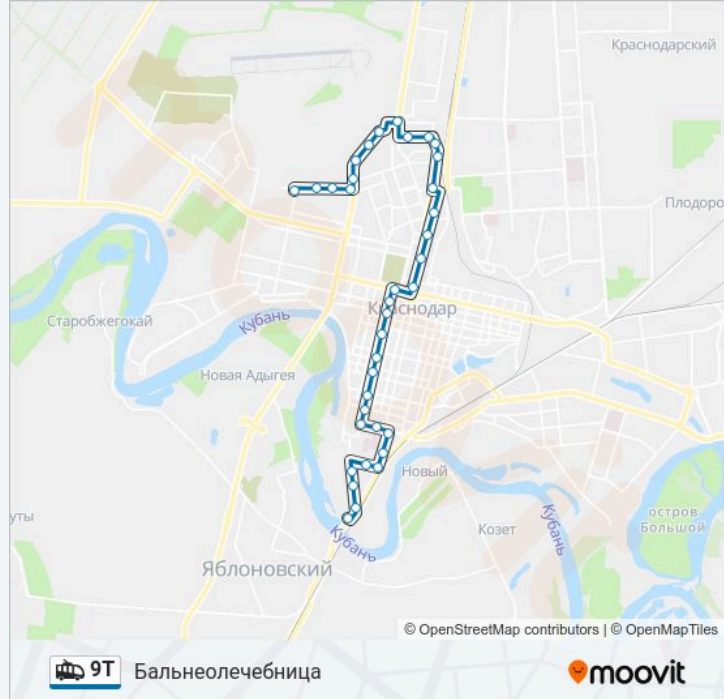 Краснодарский
Плодоро
Краснодар
Кубань
Старобжегокай
Новая Адыгея
Новый
остров
Большой
уты
Козет
Кубань
Кубань
Яблоновский
© OpenStreetMap contributors | © OpenMapTiles
9Т Бальнеолечебница
moovit